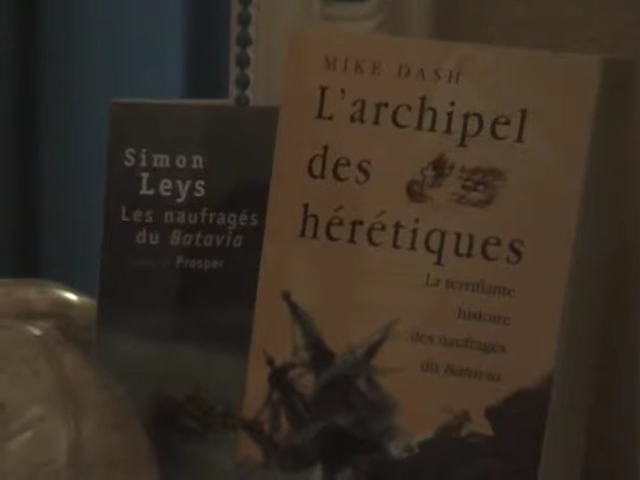 Simon
Leys
Les naufragés
du Batavia
Prosper
MIKE DASH
L'archipel
des
hérétiques
La terrifiante
histoire
des naufragés
du Batavia